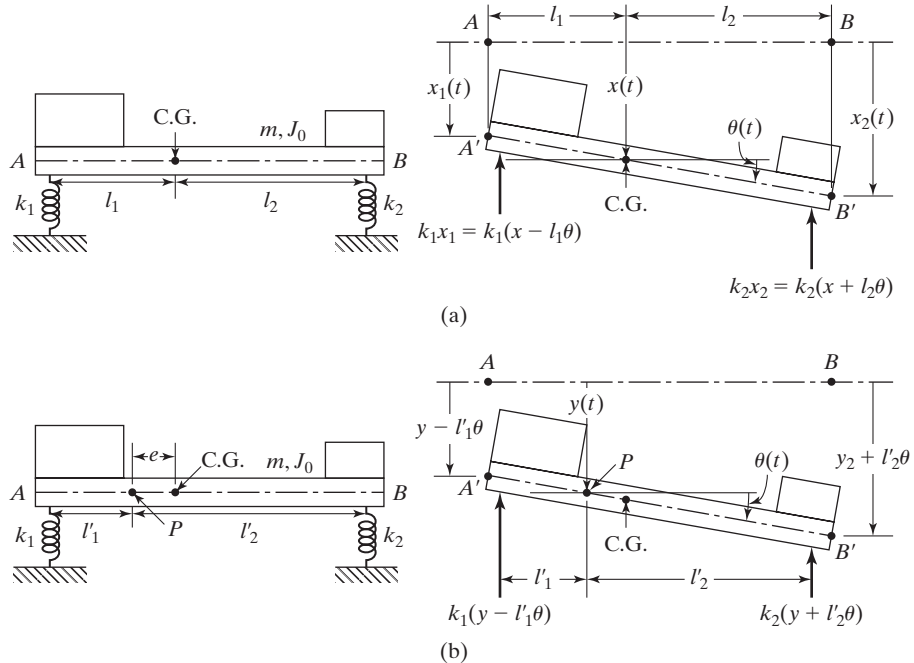 A
l₁
l₂
B
x₁(t)
x(t)
x₂(t)
θ(t)
C.G.
m, J₀
A
B
A′
C.G.
B′
k₁
l₁
l₂
k₂
k₁x₁ = k₁(x − l₁θ)
k₂x₂ = k₂(x + l₂θ)
(a)
A
B
y(t)
y − l′₁θ
y₂ + l′₂θ
e
C.G.
m, J₀
P
θ(t)
A
B
A′
P
C.G.
B′
k₁
l′₁
l′₂
k₂
l′₁
l′₂
k₁(y − l′₁θ)
k₂(y + l′₂θ)
(b)